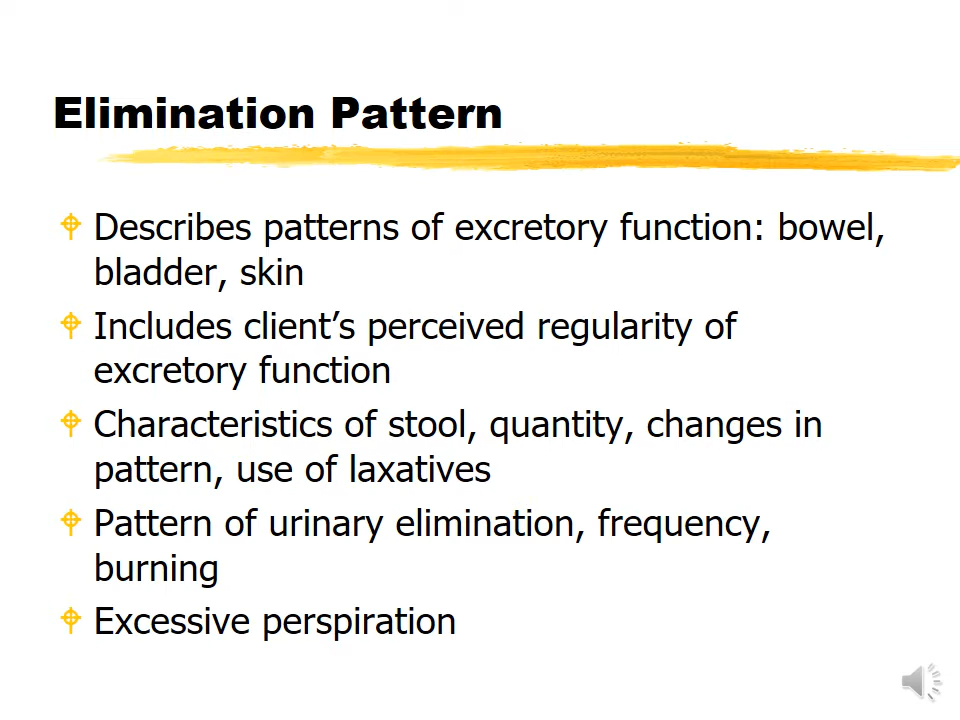 Elimination Pattern
Describes patterns of excretory function: bowel,
bladder, skin
Includes client’s perceived regularity of
excretory function
Characteristics of stool, quantity, changes in
pattern, use of laxatives
Pattern of urinary elimination, frequency,
burning
Excessive perspiration